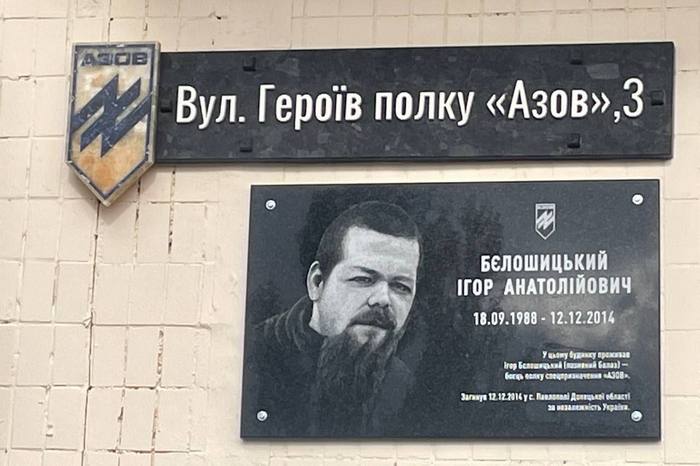 АЗОВ
Вул. Героїв полку «Азов»,3
БЄЛОШИЦЬКИЙ
ІГОР АНАТОЛІЙОВИЧ
18.09.1988 - 12.12.2014
У цьому будинку проживав
Ігор Бєлошицький (позивний Балаз) —
боєць полку спецпризначення «АЗОВ».
Загинув 12.12.2014 у с. Павлополі Донецької області
за незалежність України.